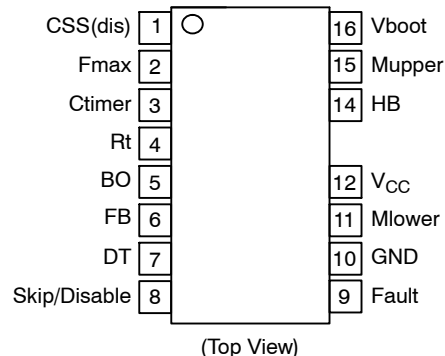 CSS(dis) 1 16 Vboot
Fmax 2 15 Mupper
Ctimer 3 14 HB
Rt 4
BO 5 12 VCC
FB 6 11 Mlower
DT 7 10 GND
Skip/Disable 8 9 Fault
(Top View)